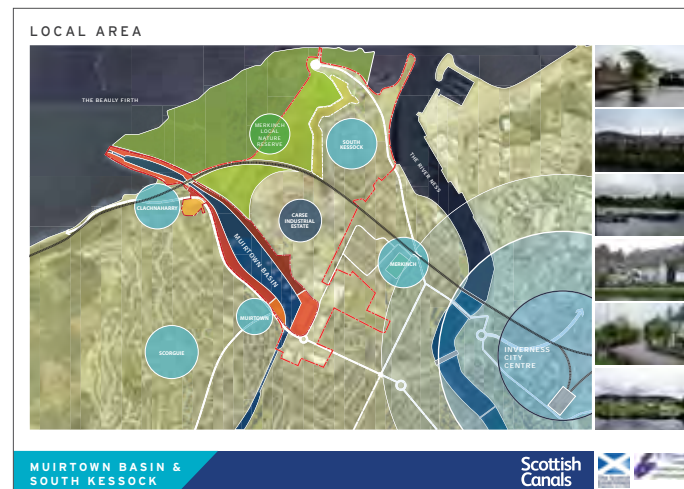 LOCAL AREA
THE BEAULY FIRTH
MERKINCH
LOCAL
NATURE
RESERVE
SOUTH
KESSOCK
THE RIVER NESS
CLACHNAHARRY
CARSE
INDUSTRIAL
ESTATE
MUIRTOWN BASIN
MERKINCH
MUIRTOWN
SCORGUIE
INVERNESS
CITY
CENTRE
MUIRTOWN BASIN &
SOUTH KESSOCK
Scottish
Canals